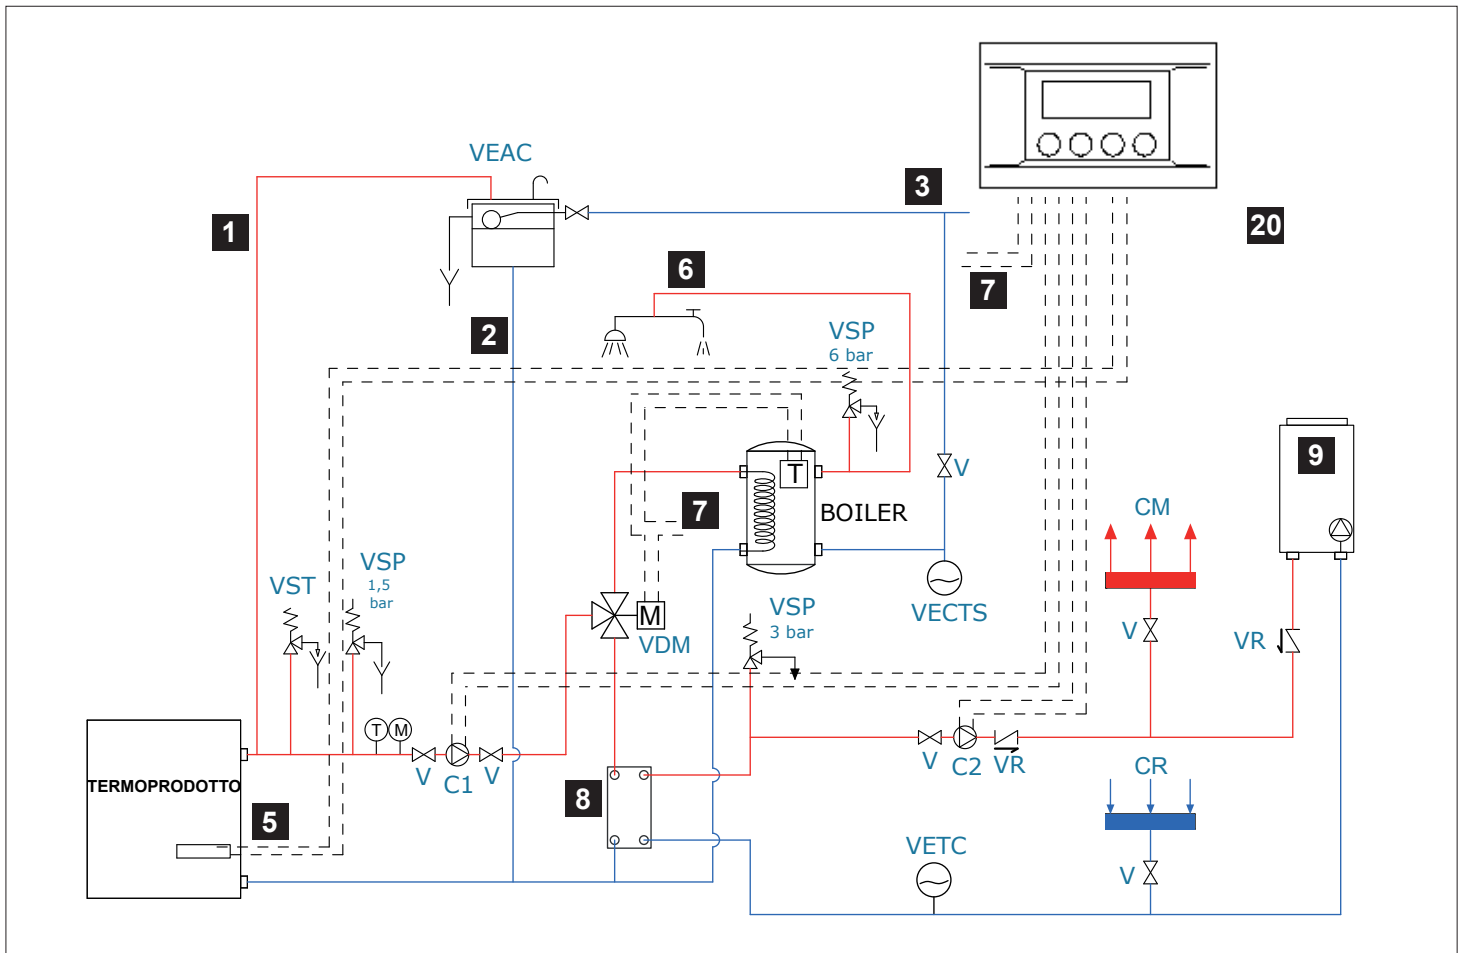 VEAC
3
1
20
6
7
2
VSP
6 bar
9
T
V
CM
7
BOILER
VST
VSP
1,5
bar
VECTS
VSP
3 bar
M
VDM
V
VR
T
M
V
C1
V
V
C2
VR
CR
TERMOPRODOTTO
8
5
VETC
V